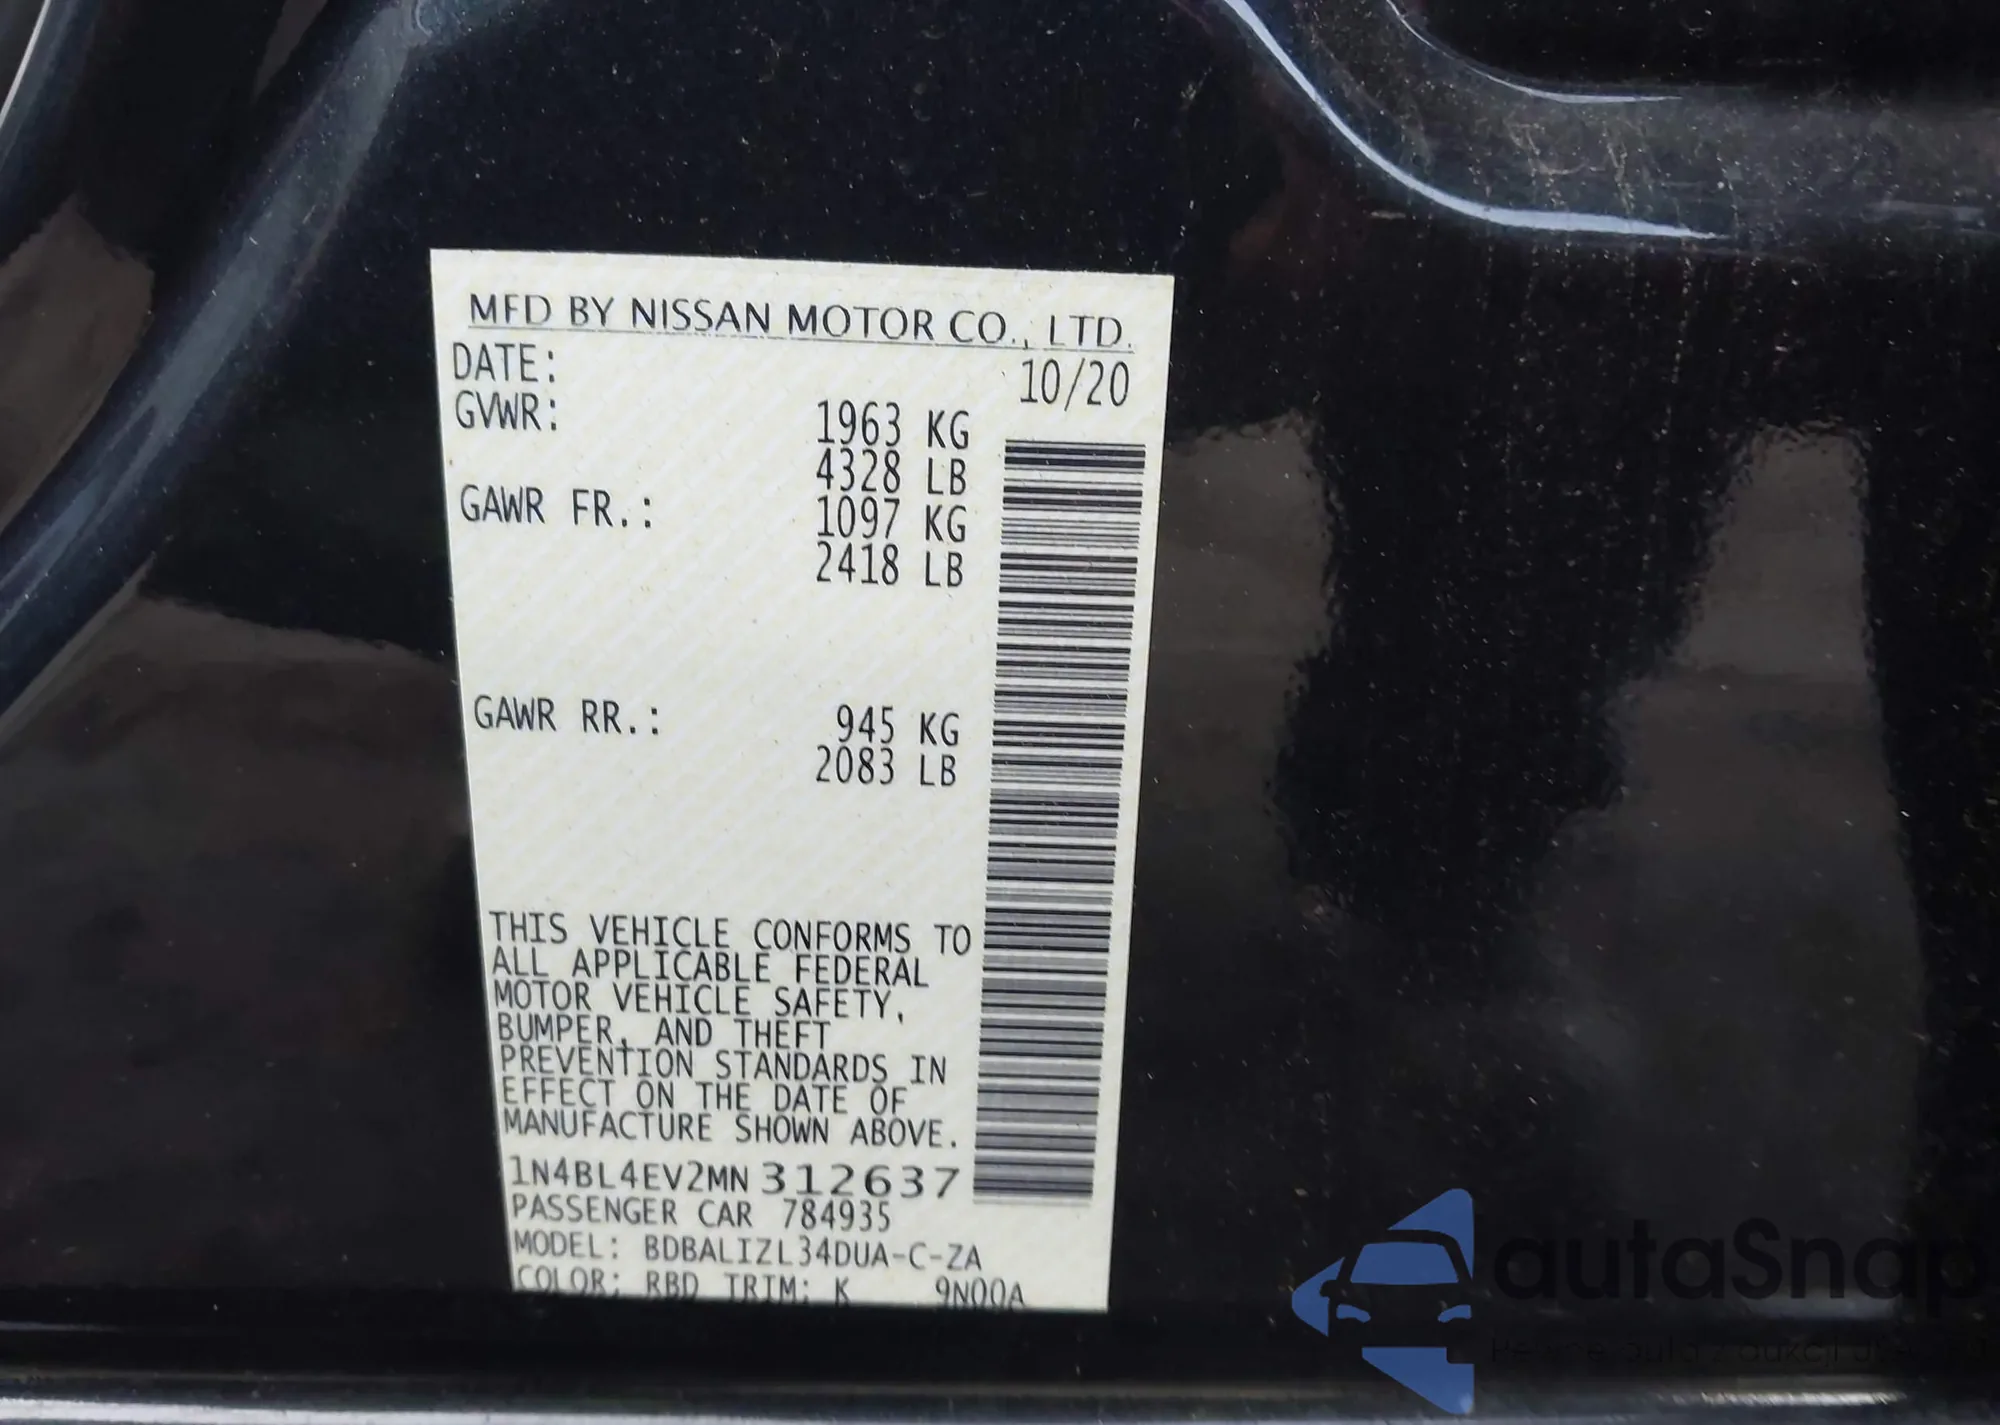 MFD BY NISSAN MOTOR CO., LTD.
DATE: 10/20
GVWR: 1963 KG
4328 LB
GAWR FR.: 1097 KG
2418 LB
GAWR RR.: 945 KG
2083 LB
THIS VEHICLE CONFORMS TO
ALL APPLICABLE FEDERAL
MOTOR VEHICLE SAFETY,
BUMPER, AND THEFT
PREVENTION STANDARDS IN
EFFECT ON THE DATE OF
MANUFACTURE SHOWN ABOVE.
1N4BL4EV2MN312637
PASSENGER CAR 784935
MODEL: BDBALIZL34DUA-C-ZA
COLOR: RBD TRIM: K 9N00A
autaSnap